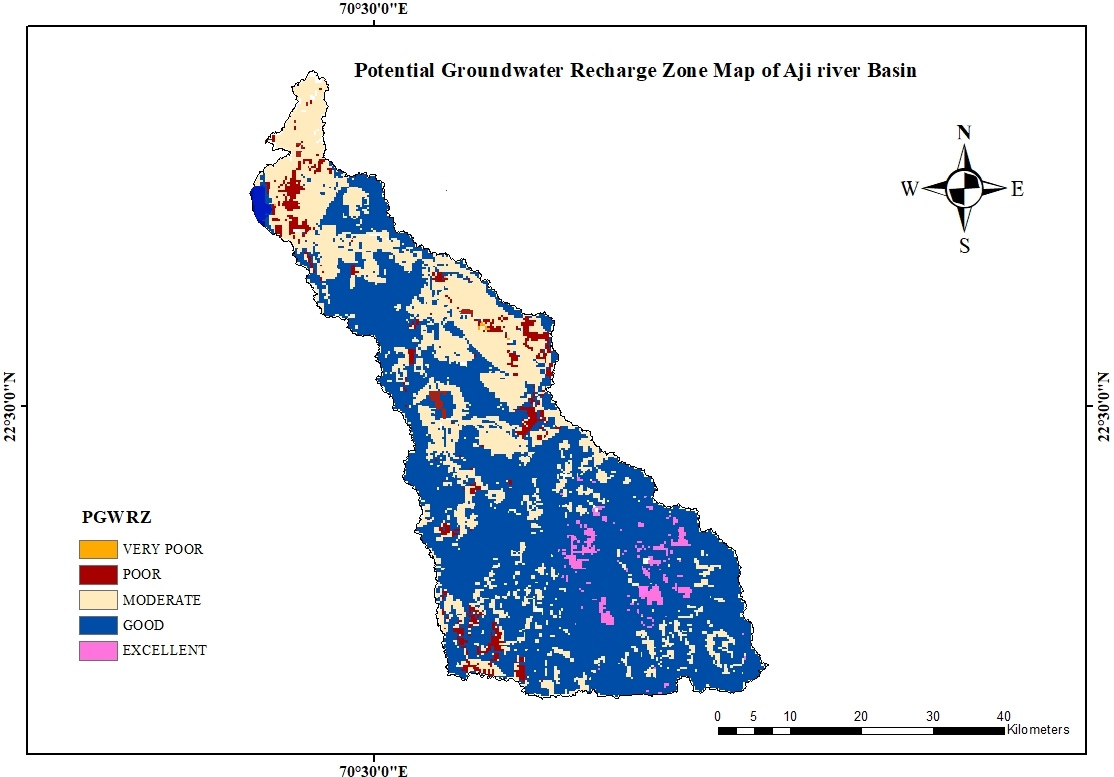 70°30'0"E
Potential Groundwater Recharge Zone Map of Aji river Basin
N
W E
S
22°30'0"N
22°30'0"N
PGWRZ
VERY POOR
POOR
MODERATE
GOOD
EXCELLENT
0 5 10 20 30 40
Kilometers
70°30'0"E